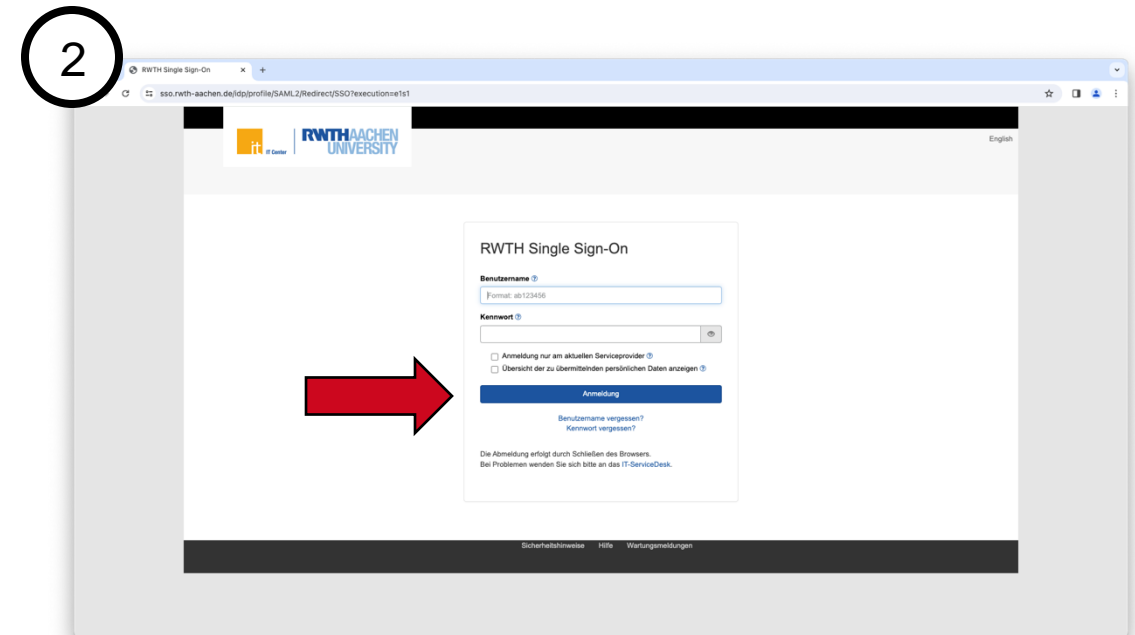 2
RWTH Single Sign-On
sso.rwth-aachen.de/idp/profile/SAML2/Redirect/SSO?execution=e1s1
it IT Center
RWTHAACHEN
UNIVERSITY
English
RWTH Single Sign-On
Benutzername
Format: ab123456
Kennwort
Anmeldung nur am aktuellen Serviceprovider
Übersicht der zu übermittelnden persönlichen Daten anzeigen
Anmeldung
Benutzername vergessen?
Kennwort vergessen?
Die Abmeldung erfolgt durch Schließen des Browsers.
Bei Problemen wenden Sie sich bitte an das IT-ServiceDesk.
Sicherheitshinweise Hilfe Wartungsmeldungen